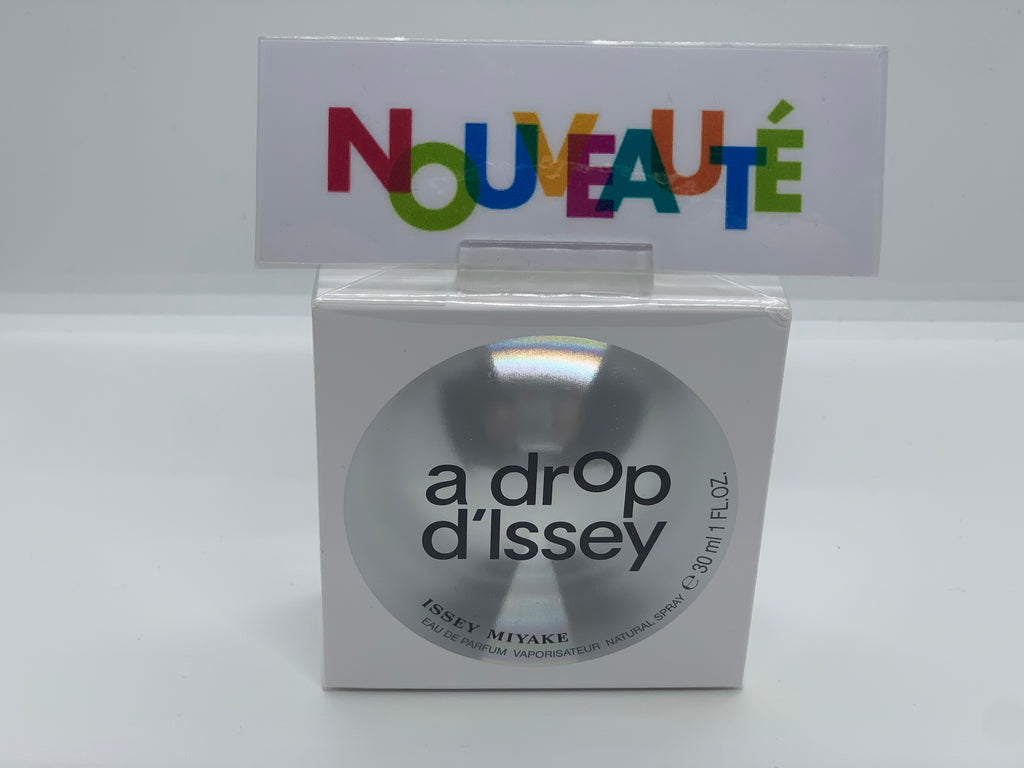 NOUVEAUTÉ
a drop
d'Issey
ISSEY MIYAKE
EAU DE PARFUM VAPORISATEUR NATURAL SPRAY ℮ 30 ml 1 FL.OZ.